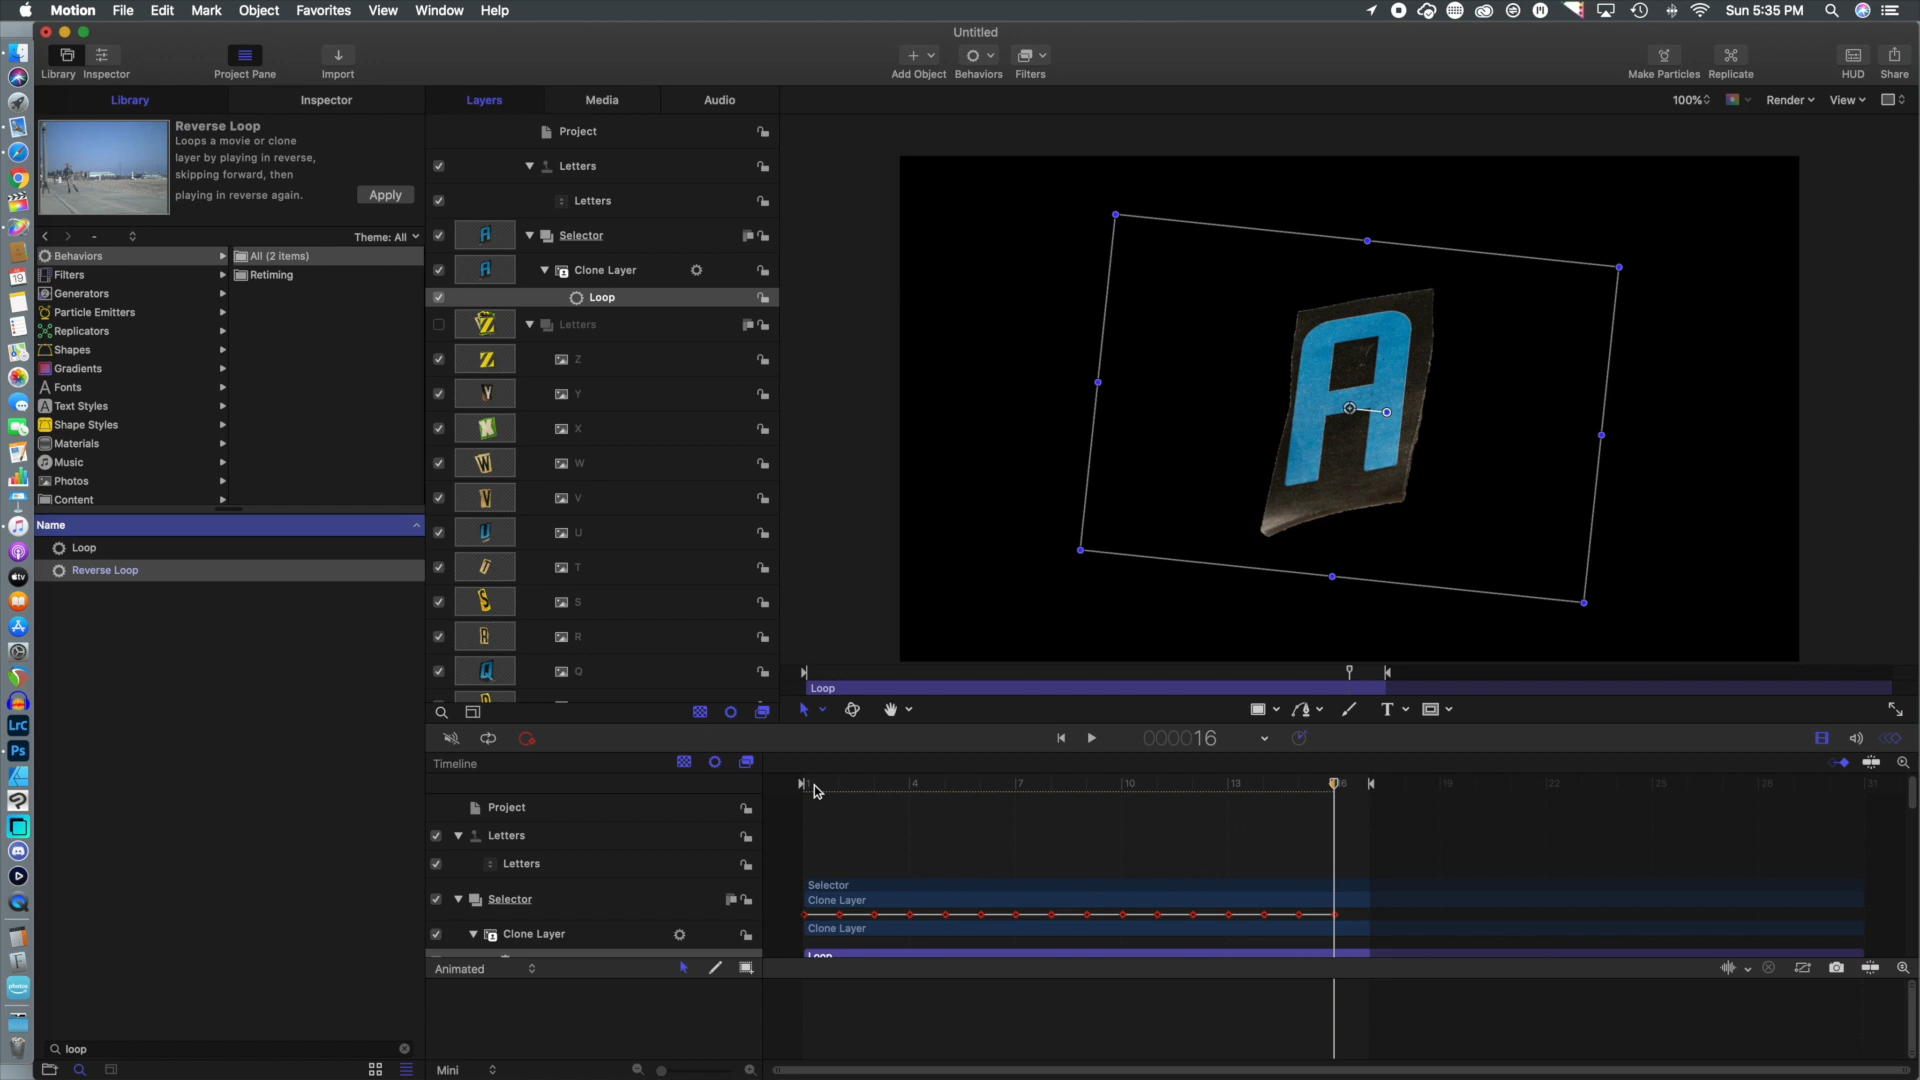 Motion File Edit Mark Object Favorites View Window Help
Sun 5:35 PM
Untitled
Library Inspector Project Pane Import
Add Object Behaviors Filters
Make Particles Replicate HUD Share
Library Inspector
Layers Media Audio
100% Render View
Reverse Loop
Loops a movie or clone
layer by playing in reverse,
skipping forward, then
playing in reverse again.
Apply
Theme: All
Behaviors
Filters
Generators
Particle Emitters
Replicators
Shapes
Gradients
Fonts
Text Styles
Shape Styles
Materials
Music
Photos
Content
All (2 items)
Retiming
Name
Loop
Reverse Loop
loop
Project
Letters
Letters
Selector
Clone Layer
Loop
Letters
Z
Y
X
W
V
U
T
S
R
Q
A
Loop
T
000016
Timeline
1 4 7 10 13 16 19 22 25 28 31
Project
Letters
Letters
Selector
Clone Layer
Selector
Clone Layer
Clone Layer
Loop
Animated
Mini
19
tv
LrC
Ps
photos